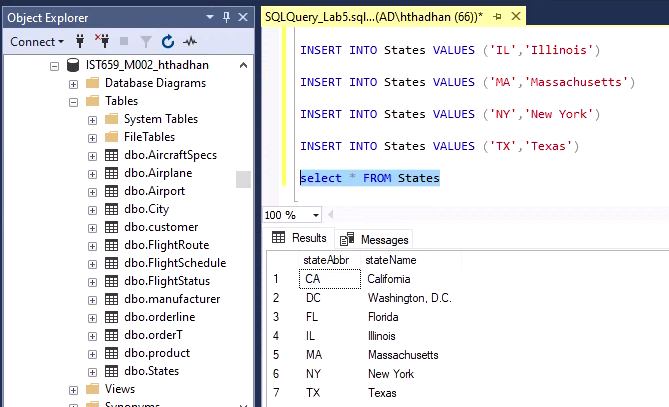 Object Explorer
Connect
IST659_M002_hthadhan
Database Diagrams
Tables
System Tables
FileTables
dbo.AircraftSpecs
dbo.Airplane
dbo.Airport
dbo.City
dbo.customer
dbo.FlightRoute
dbo.FlightSchedule
dbo.FlightStatus
dbo.manufacturer
dbo.orderline
dbo.orderT
dbo.product
dbo.States
Views
Synonyms
SQLQuery_Lab5.sql...(AD\hthadhan (66))*
INSERT INTO States VALUES ('IL','Illinois')
INSERT INTO States VALUES ('MA','Massachusetts')
INSERT INTO States VALUES ('NY','New York')
INSERT INTO States VALUES ('TX','Texas')
select * FROM States
100 %
Results Messages
stateAbbr stateName
1 CA California
2 DC Washington, D.C.
3 FL Florida
4 IL Illinois
5 MA Massachusetts
6 NY New York
7 TX Texas